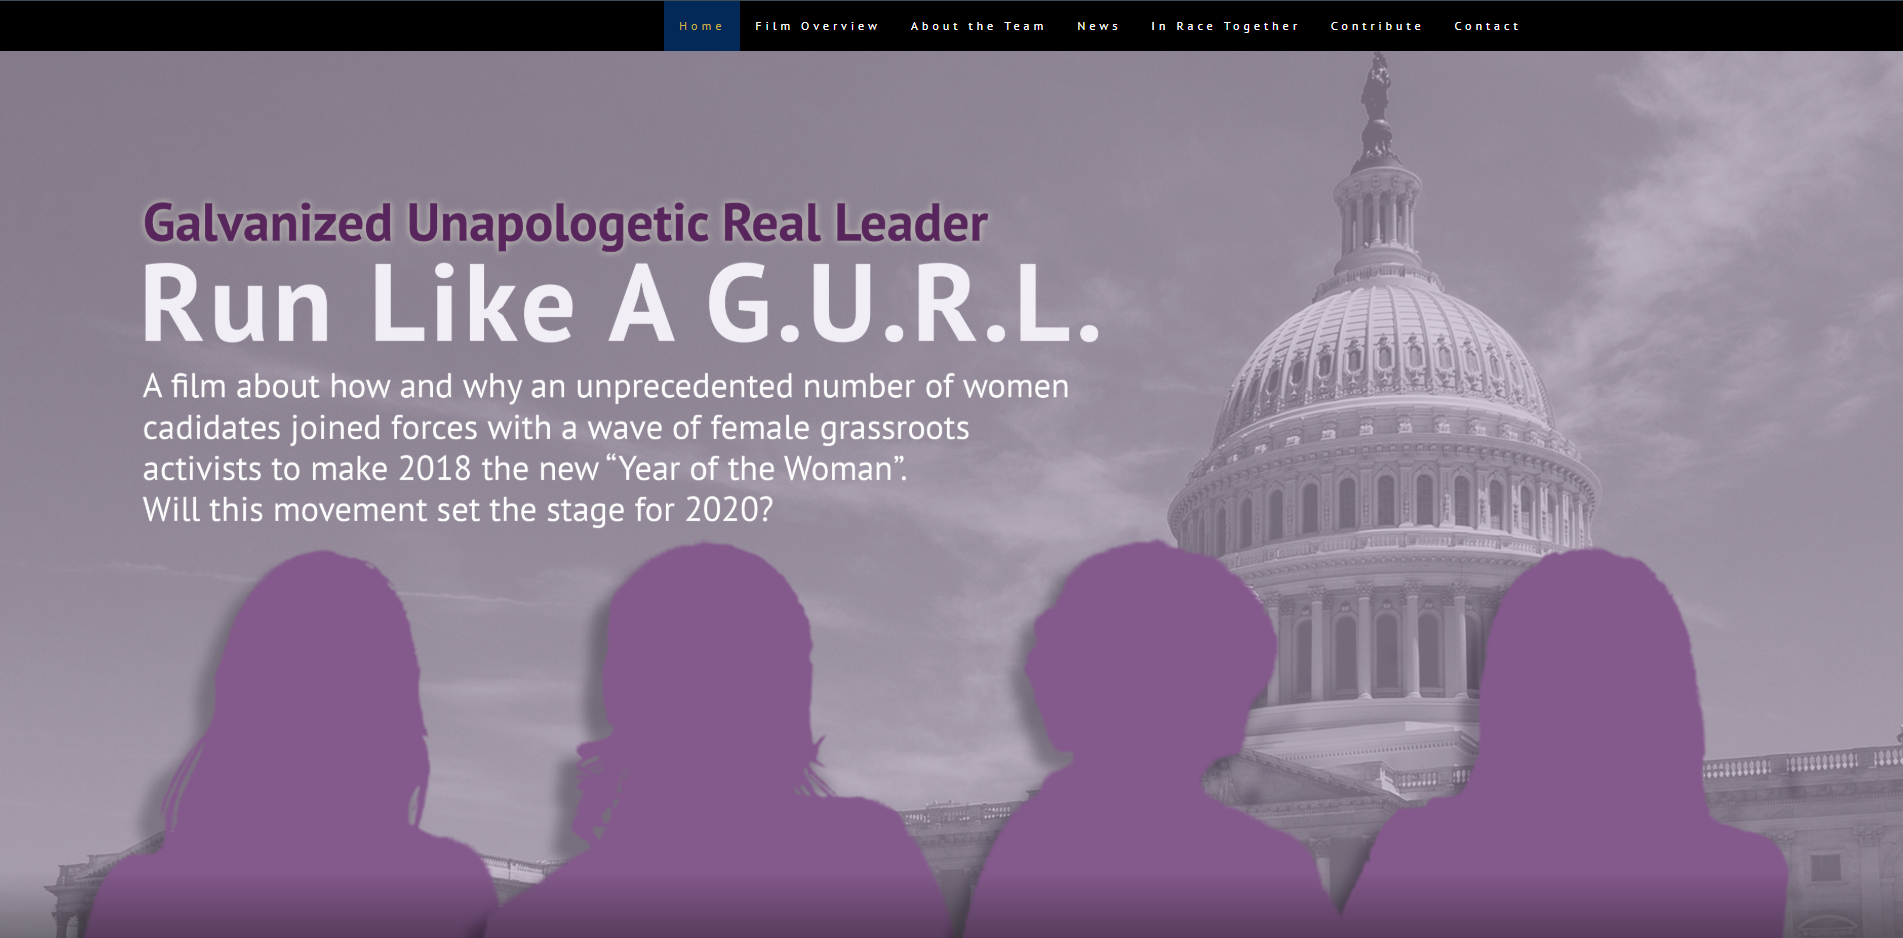 Home Film Overview About the Team News In Race Together Contribute Contact
Galvanized Unapologetic Real Leader
Run Like A G.U.R.L.
A film about how and why an unprecedented number of women
cadidates joined forces with a wave of female grassroots
activists to make 2018 the new “Year of the Woman”.
Will this movement set the stage for 2020?